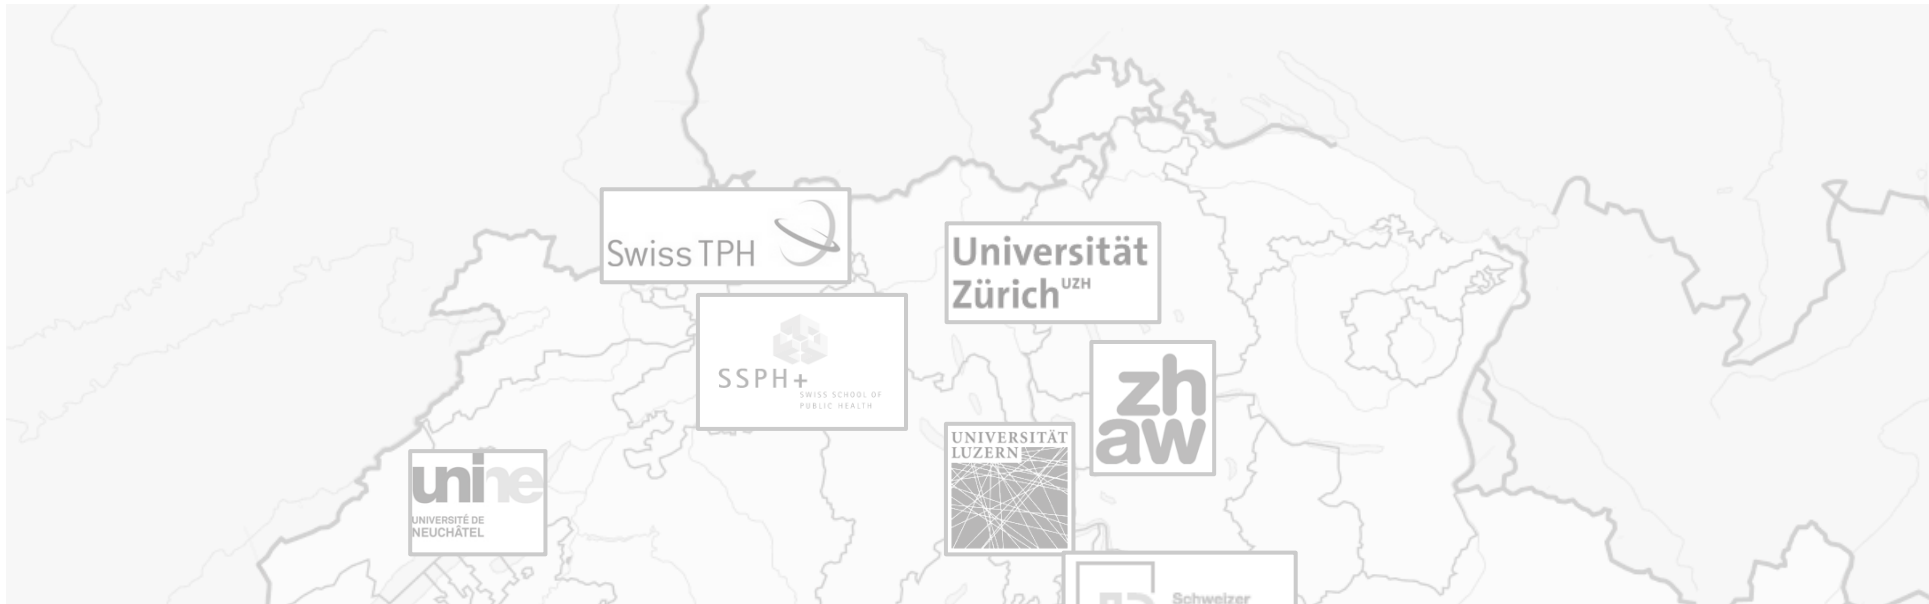 Swiss TPH
Universität
Zürich UZH
SSPH+
SWISS SCHOOL OF
PUBLIC HEALTH
zh
aw
UNIVERSITÄT
LUZERN
unine
UNIVERSITÉ DE
NEUCHÂTEL
Schweizer